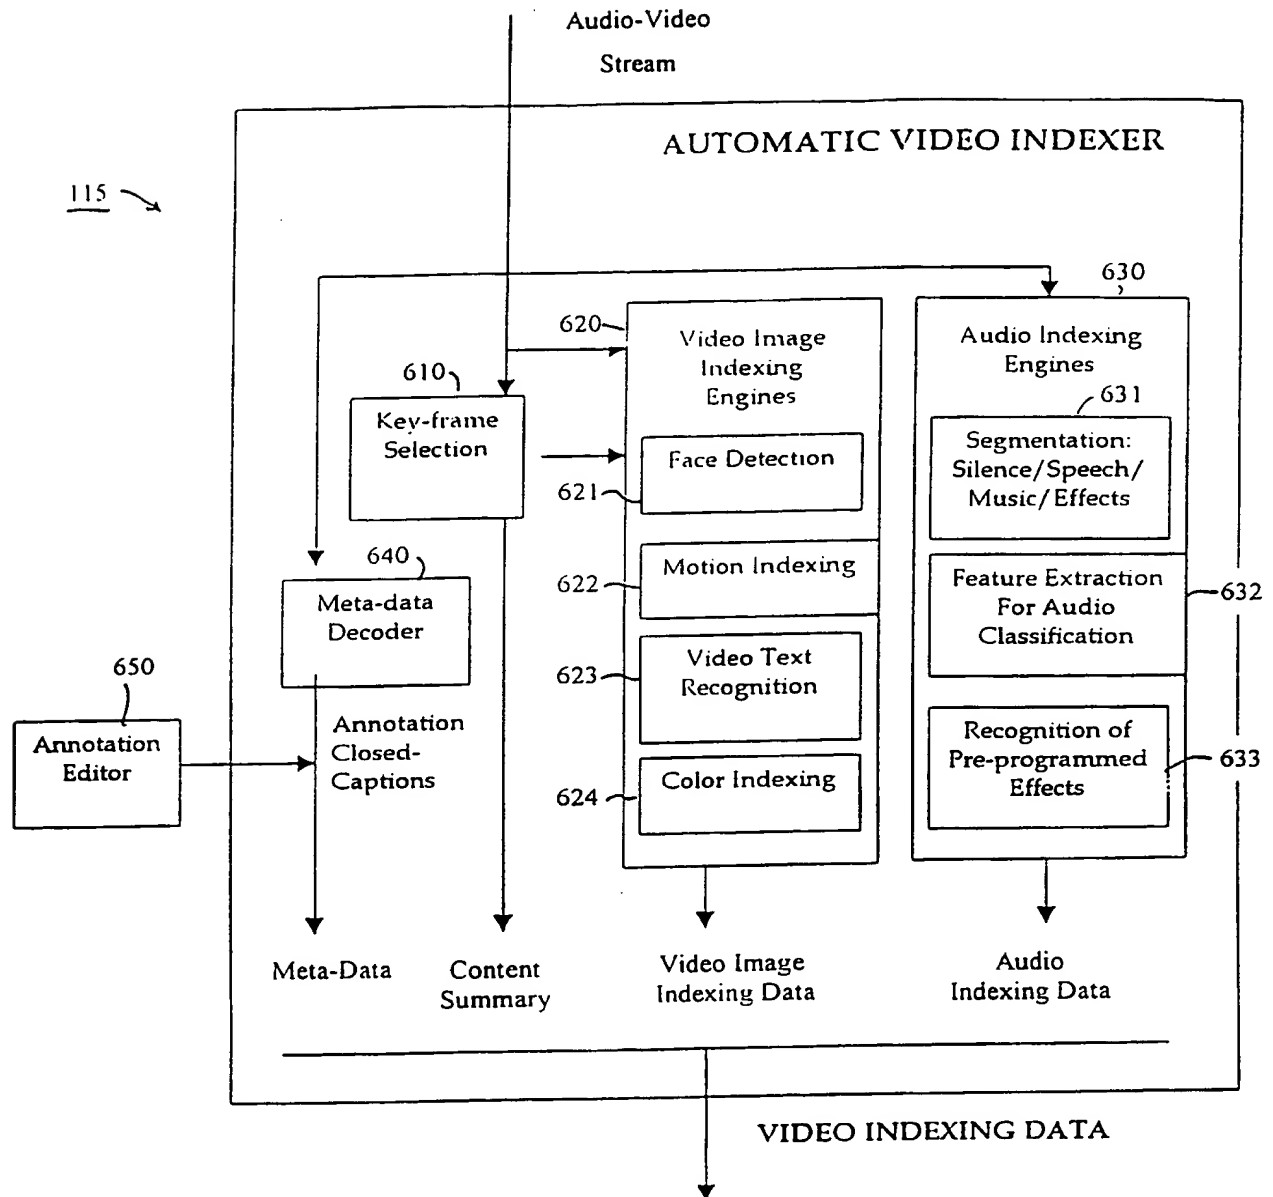 Audio-Video
Stream
AUTOMATIC VIDEO INDEXER
115
630
620
Video Image
Indexing
Engines
Audio Indexing
Engines
610
Key-frame
Selection
631
Segmentation:
Silence/Speech/
Music/Effects
Face Detection
621
640
Meta-data
Decoder
622
Motion Indexing
Feature Extraction
For Audio
Classification
632
623
Video Text
Recognition
650
Annotation
Editor
Annotation
Closed-
Captions
Recognition of
Pre-programmed
Effects
633
624
Color Indexing
Meta-Data
Content
Summary
Video Image
Indexing Data
Audio
Indexing Data
VIDEO INDEXING DATA